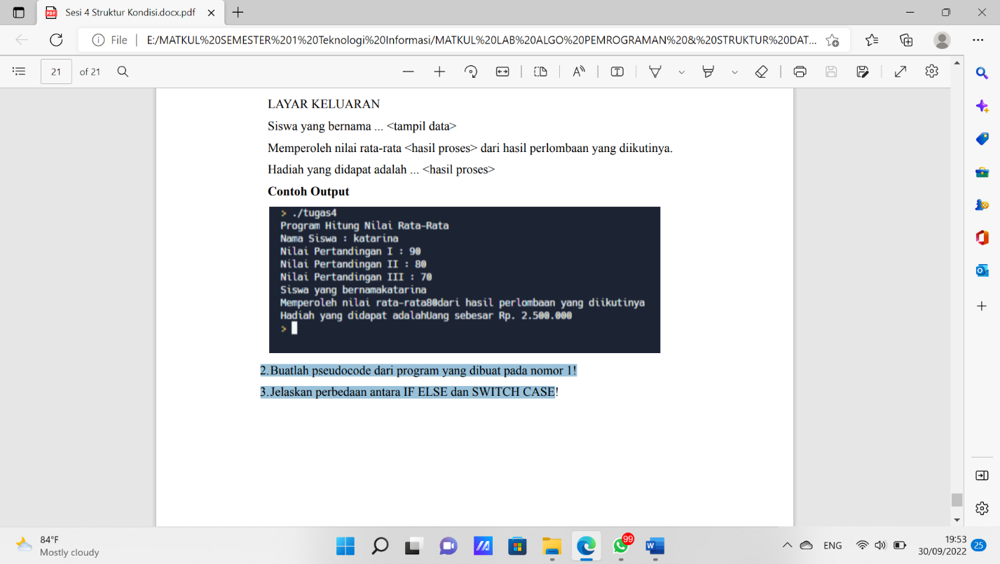 Sesi 4 Struktur Kondisi.docx.pdf
File
E:/MATKUL%20SEMESTER%201%20Teknologi%20Informasi/MATKUL%20LAB%20ALGO%20PEMROGRAMAN%20&%20STRUKTUR%20DAT...
21 of 21
LAYAR KELUARAN
Siswa yang bernama ... <tampil data>
Memperoleh nilai rata-rata <hasil proses> dari hasil perlombaan yang diikutinya.
Hadiah yang didapat adalah ... <hasil proses>
Contoh Output
> ./tugas4
Program Hitung Nilai Rata-Rata
Nama Siswa : katarina
Nilai Pertandingan I : 90
Nilai Pertandingan II : 80
Nilai Pertandingan III : 70
Siswa yang bernamakatarina
Memperoleh nilai rata-rata80dari hasil perlombaan yang diikutinya
Hadiah yang didapat adalahUang sebesar Rp. 2.500.000
>
2.Buatlah pseudocode dari program yang dibuat pada nomor 1!
3.Jelaskan perbedaan antara IF ELSE dan SWITCH CASE!
84°F
Mostly cloudy
99
ENG
19:53
30/09/2022
25